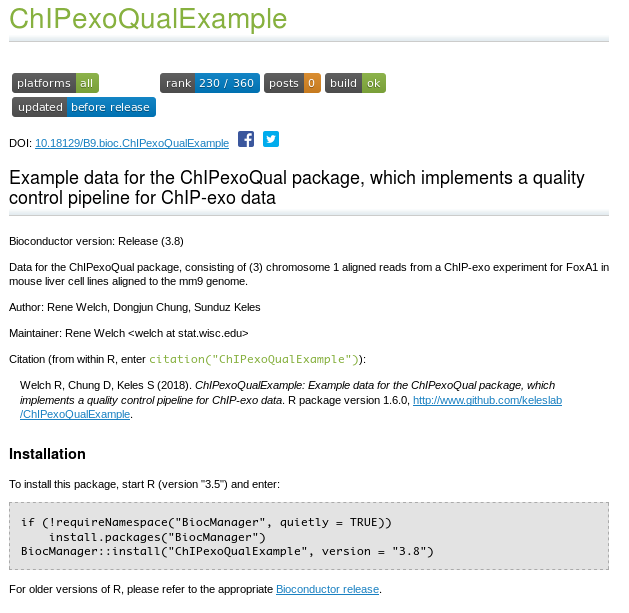 ChIPexoQualExample
platforms all rank 230 / 360 posts 0 build ok
updated before release
DOI: 10.18129/B9.bioc.ChIPexoQualExample
Example data for the ChIPexoQual package, which implements a quality
control pipeline for ChIP-exo data
Bioconductor version: Release (3.8)
Data for the ChIPexoQual package, consisting of (3) chromosome 1 aligned reads from a ChIP-exo experiment for FoxA1 in
mouse liver cell lines aligned to the mm9 genome.
Author: Rene Welch, Dongjun Chung, Sunduz Keles
Maintainer: Rene Welch <welch at stat.wisc.edu>
Citation (from within R, enter citation("ChIPexoQualExample")):
Welch R, Chung D, Keles S (2018). ChIPexoQualExample: Example data for the ChIPexoQual package, which
implements a quality control pipeline for ChIP-exo data. R package version 1.6.0, http://www.github.com/keleslab
/ChIPexoQualExample.
Installation
To install this package, start R (version "3.5") and enter:
if (!requireNamespace("BiocManager", quietly = TRUE))
    install.packages("BiocManager")
BiocManager::install("ChIPexoQualExample", version = "3.8")
For older versions of R, please refer to the appropriate Bioconductor release.